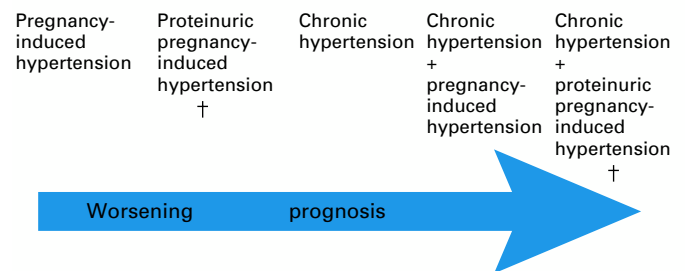 Pregnancy-
induced
hypertension
Proteinuric
pregnancy-
induced
hypertension
†
Chronic
hypertension
Chronic
hypertension
+
pregnancy-
induced
hypertension
Chronic
hypertension
+
proteinuric
pregnancy-
induced
hypertension
†
Worsening prognosis